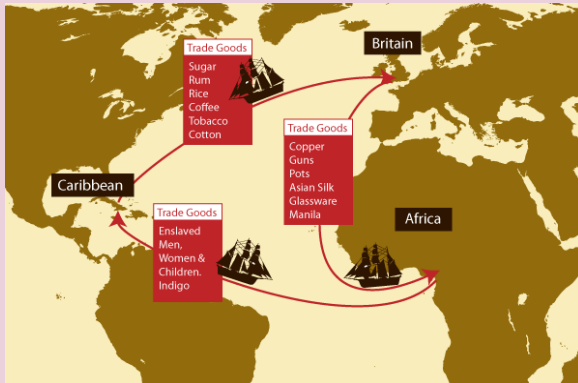 Britain
Trade Goods
Sugar
Rum
Rice
Coffee
Tobacco
Cotton
Trade Goods
Copper
Guns
Pots
Asian Silk
Glassware
Manila
Caribbean
Africa
Trade Goods
Enslaved
Men,
Women &
Children.
Indigo